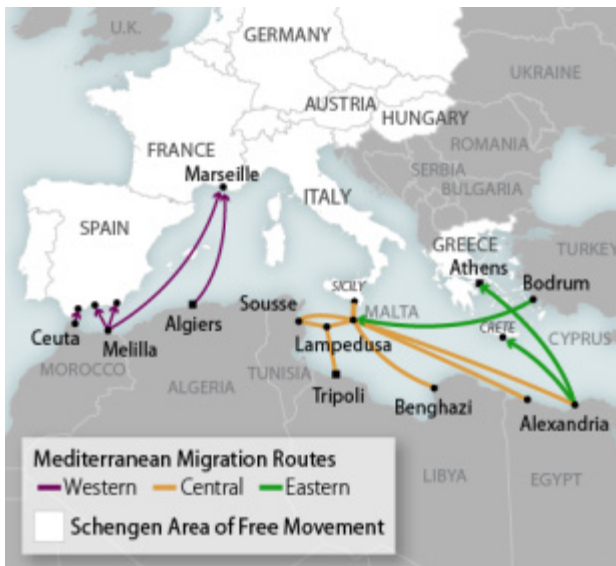 U.K.
GERMANY
UKRAINE
AUSTRIA
HUNGARY
FRANCE
ROMANIA
Marseille
SERBIA
ITALY
BULGARIA
SPAIN
GREECE
TURKEY
Athens
SICILY
Bodrum
Sousse
MALTA
Ceuta
Algiers
CRETE
Melilla
Lampedusa
CYPRUS
MOROCCO
TUNISIA
ALGERIA
Tripoli
Benghazi
Alexandria
Mediterranean Migration Routes
Western Central Eastern
LIBYA
EGYPT
Schengen Area of Free Movement